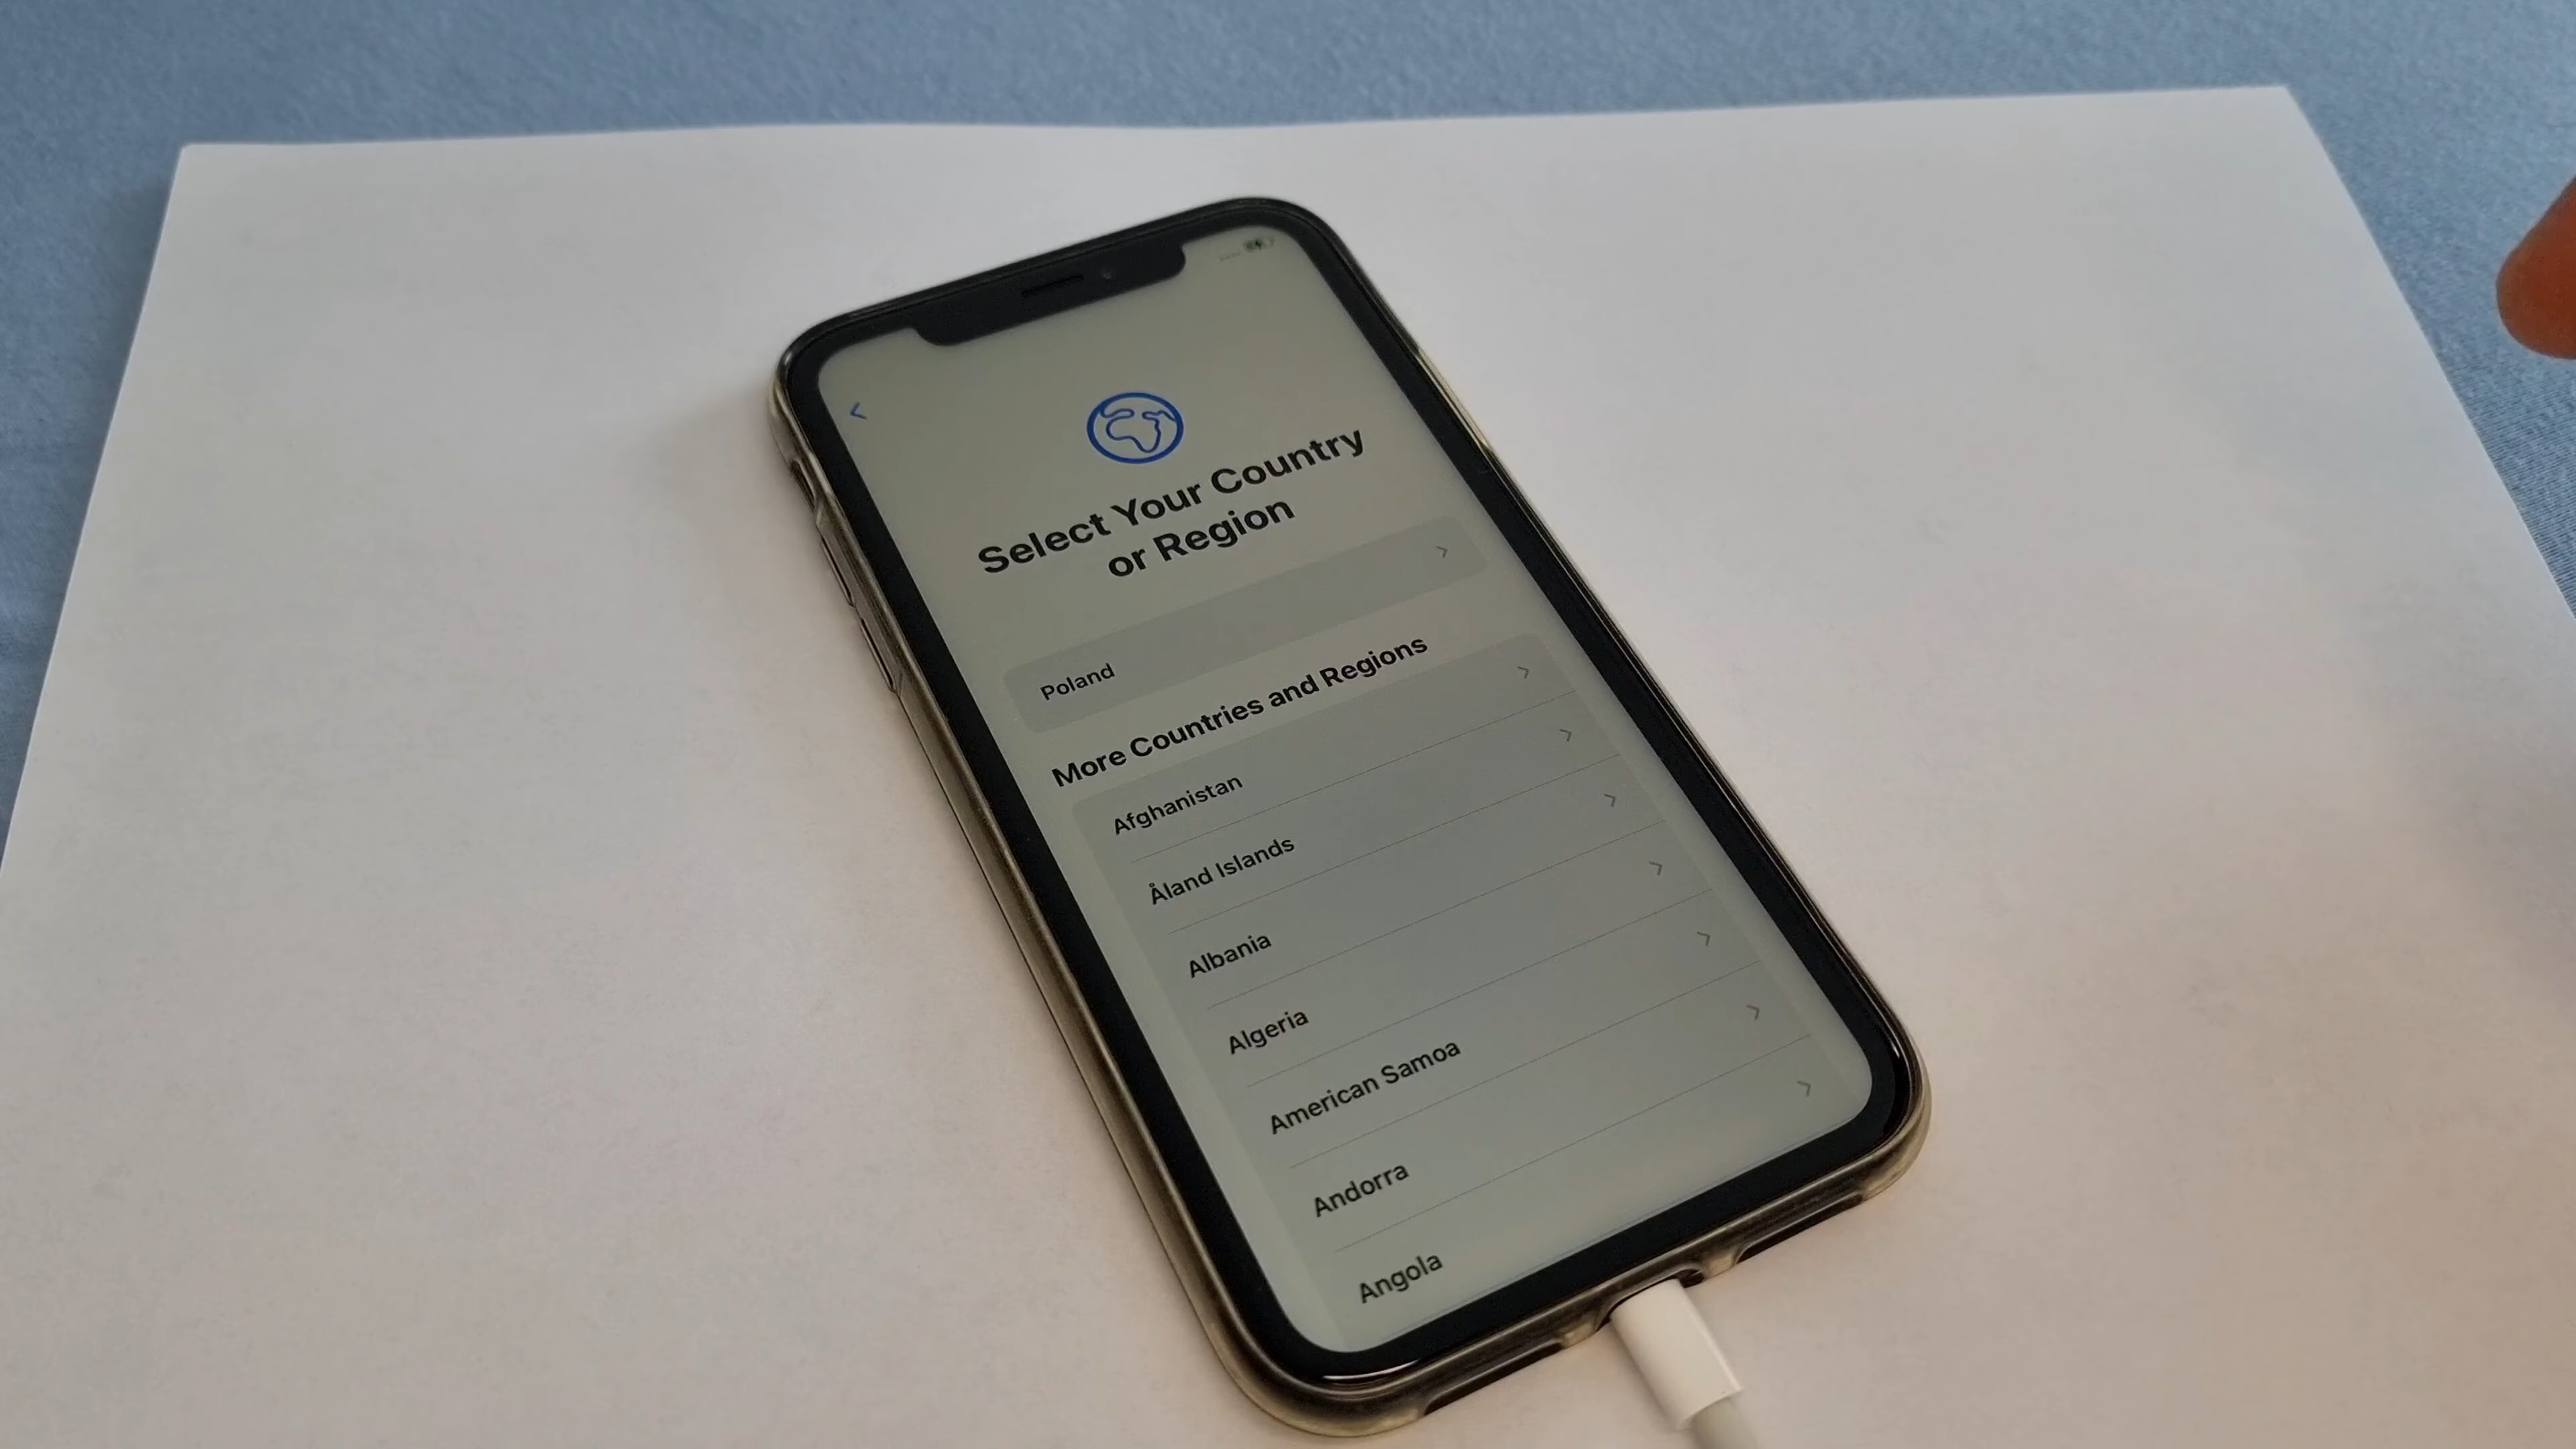 Select Your Country
or Region
Poland
More Countries and Regions
Afghanistan
Åland Islands
Albania
Algeria
American Samoa
Andorra
Angola